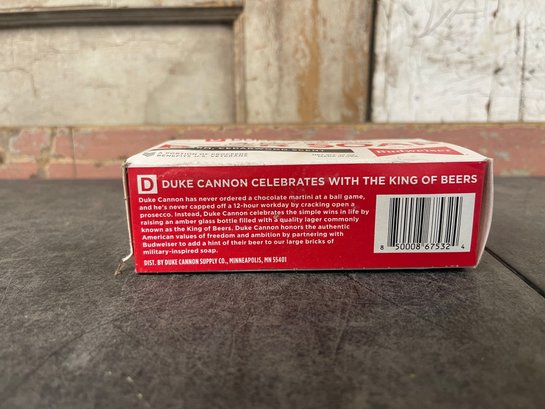 Budweiser
D DUKE CANNON CELEBRATES WITH THE KING OF BEERS
Duke Cannon has never ordered a chocolate martini at a ball game,
and he's never capped off a 12-hour workday by cracking open a
prosecco. Instead, Duke Cannon celebrates the simple wins in life by
raising an amber glass bottle filled with a quality lager commonly
known as the King of Beers. Duke Cannon honors the authentic
American values of freedom and ambition by partnering with
Budweiser to add a hint of their beer to our large bricks of
military-inspired soap.
DIST. BY DUKE CANNON SUPPLY CO., MINNEAPOLIS, MN 55401
8 50008 67532 4